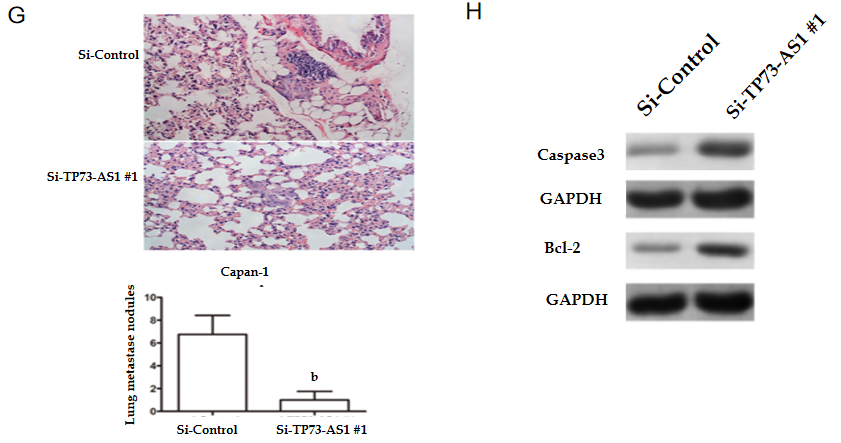 G
Si-Control
Si-TP73-AS1 #1
Capan-1
Lung metastase nodules
10
8
6
4
2
0
b
Si-Control
Si-TP73-AS1 #1
H
Si-Control
Si-TP73-AS1 #1
Caspase3
GAPDH
Bcl-2
GAPDH